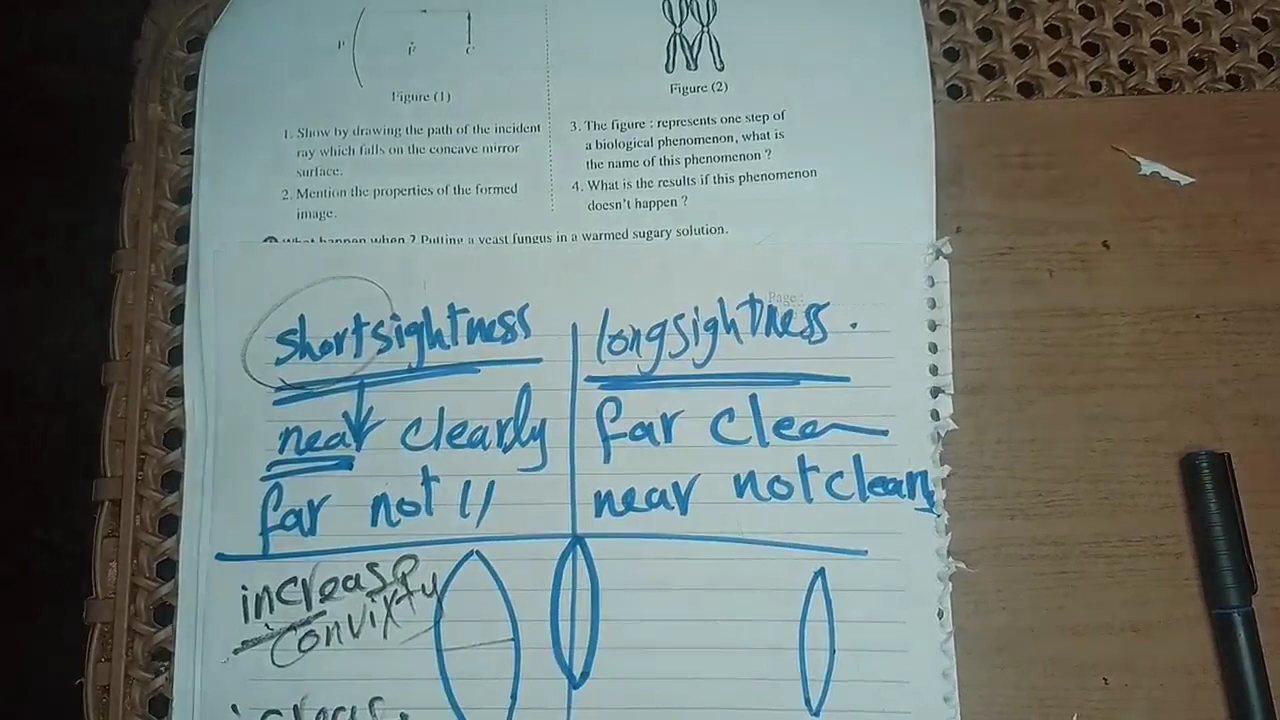 P
F
C
Figure (1)
1. Show by drawing the path of the incident
ray which falls on the concave mirror
surface.
2. Mention the properties of the formed
image.
Figure (2)
3. The figure : represents one step of
a biological phenomenon, what is
the name of this phenomenon ?
4. What is the results if this phenomenon
doesn't happen ?
What happen when ? Putting a yeast fungus in a warmed sugary solution.
Page :
shortsightness
near clearly
far not //
longsightness.
far clear
near not clear
increase
convixty